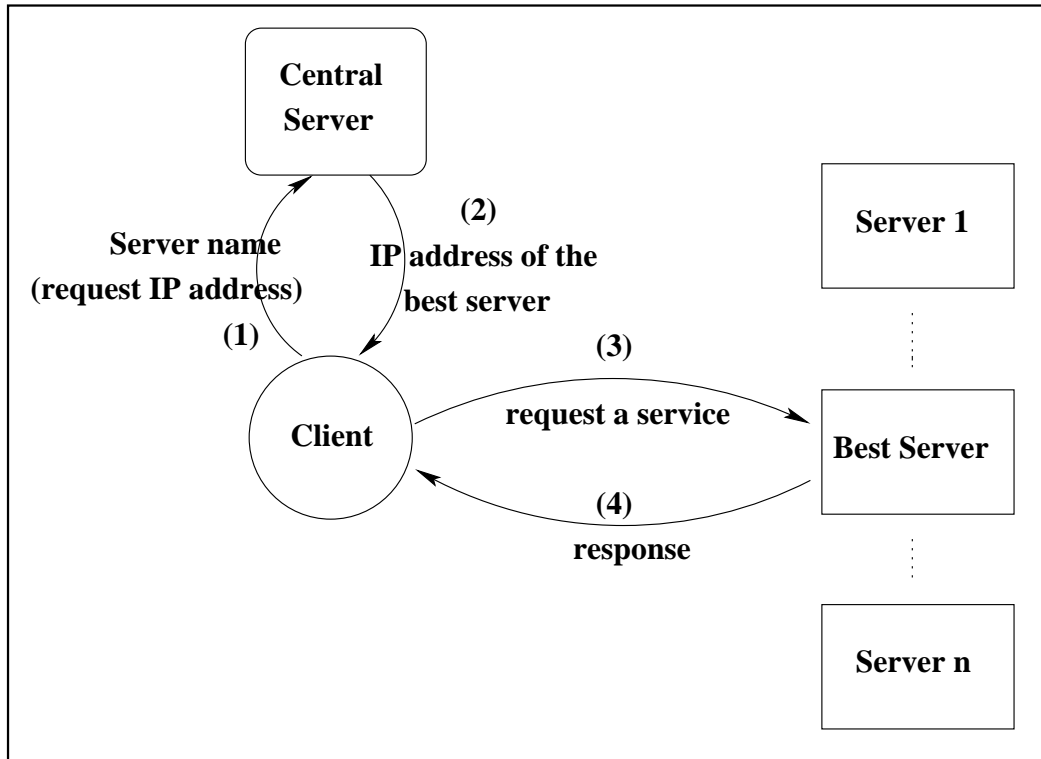 Central
Server
(2)
Server name
(request IP address)
(1)
IP address of the
best server
Server 1
(3)
request a service
Client
Best Server
(4)
response
Server n